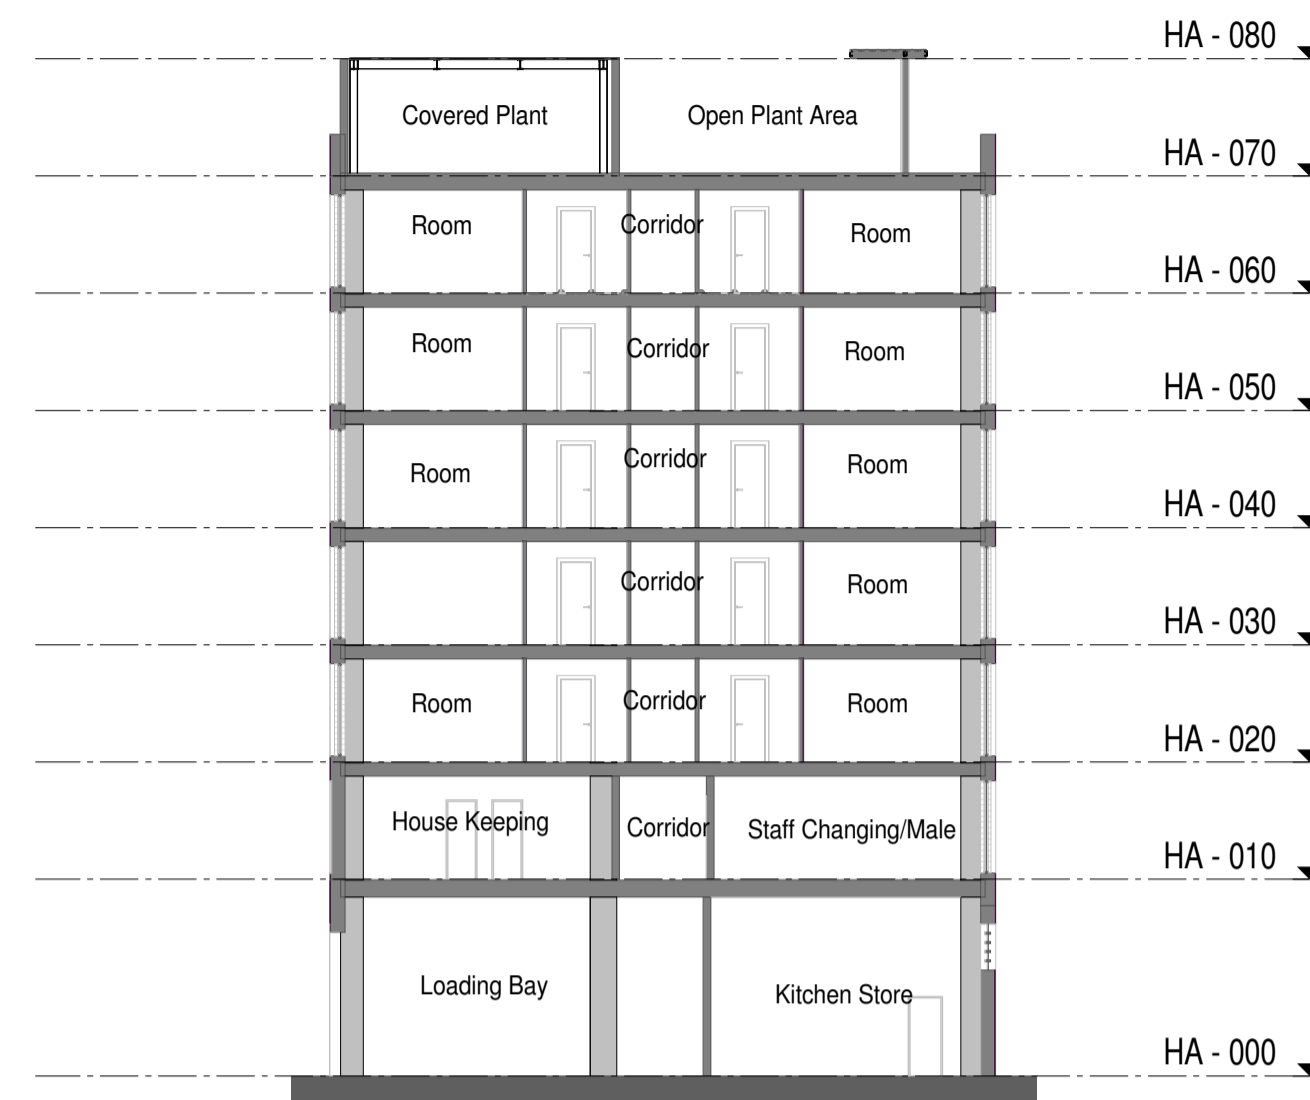 HA - 080
Covered Plant
Open Plant Area
HA - 070
Room
Corridor
Room
HA - 060
Room
Corridor
Room
HA - 050
Room
Corridor
Room
HA - 040
Corridor
Room
HA - 030
Room
Corridor
Room
HA - 020
House Keeping
Corridor
Staff Changing/Male
HA - 010
Loading Bay
Kitchen Store
HA - 000